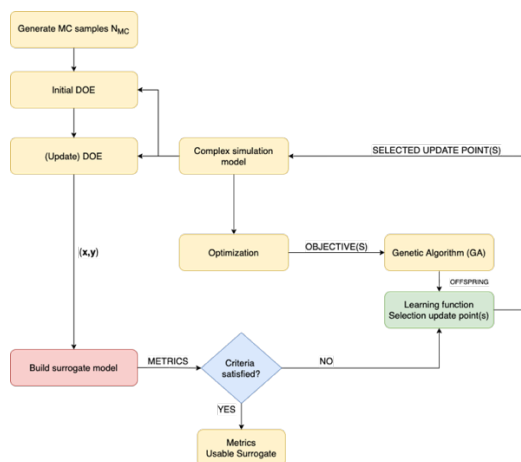 Generate MC samples N_MC
Initial DOE
(Update) DOE
Complex simulation
model
SELECTED UPDATE POINT(S)
(x,y)
Optimization
OBJECTIVE(S)
Genetic Algorithm (GA)
OFFSPRING
Learning function
Selection update point(s)
Build surrogate model
METRICS
Criteria
satisfied?
NO
YES
Metrics
Usable Surrogate